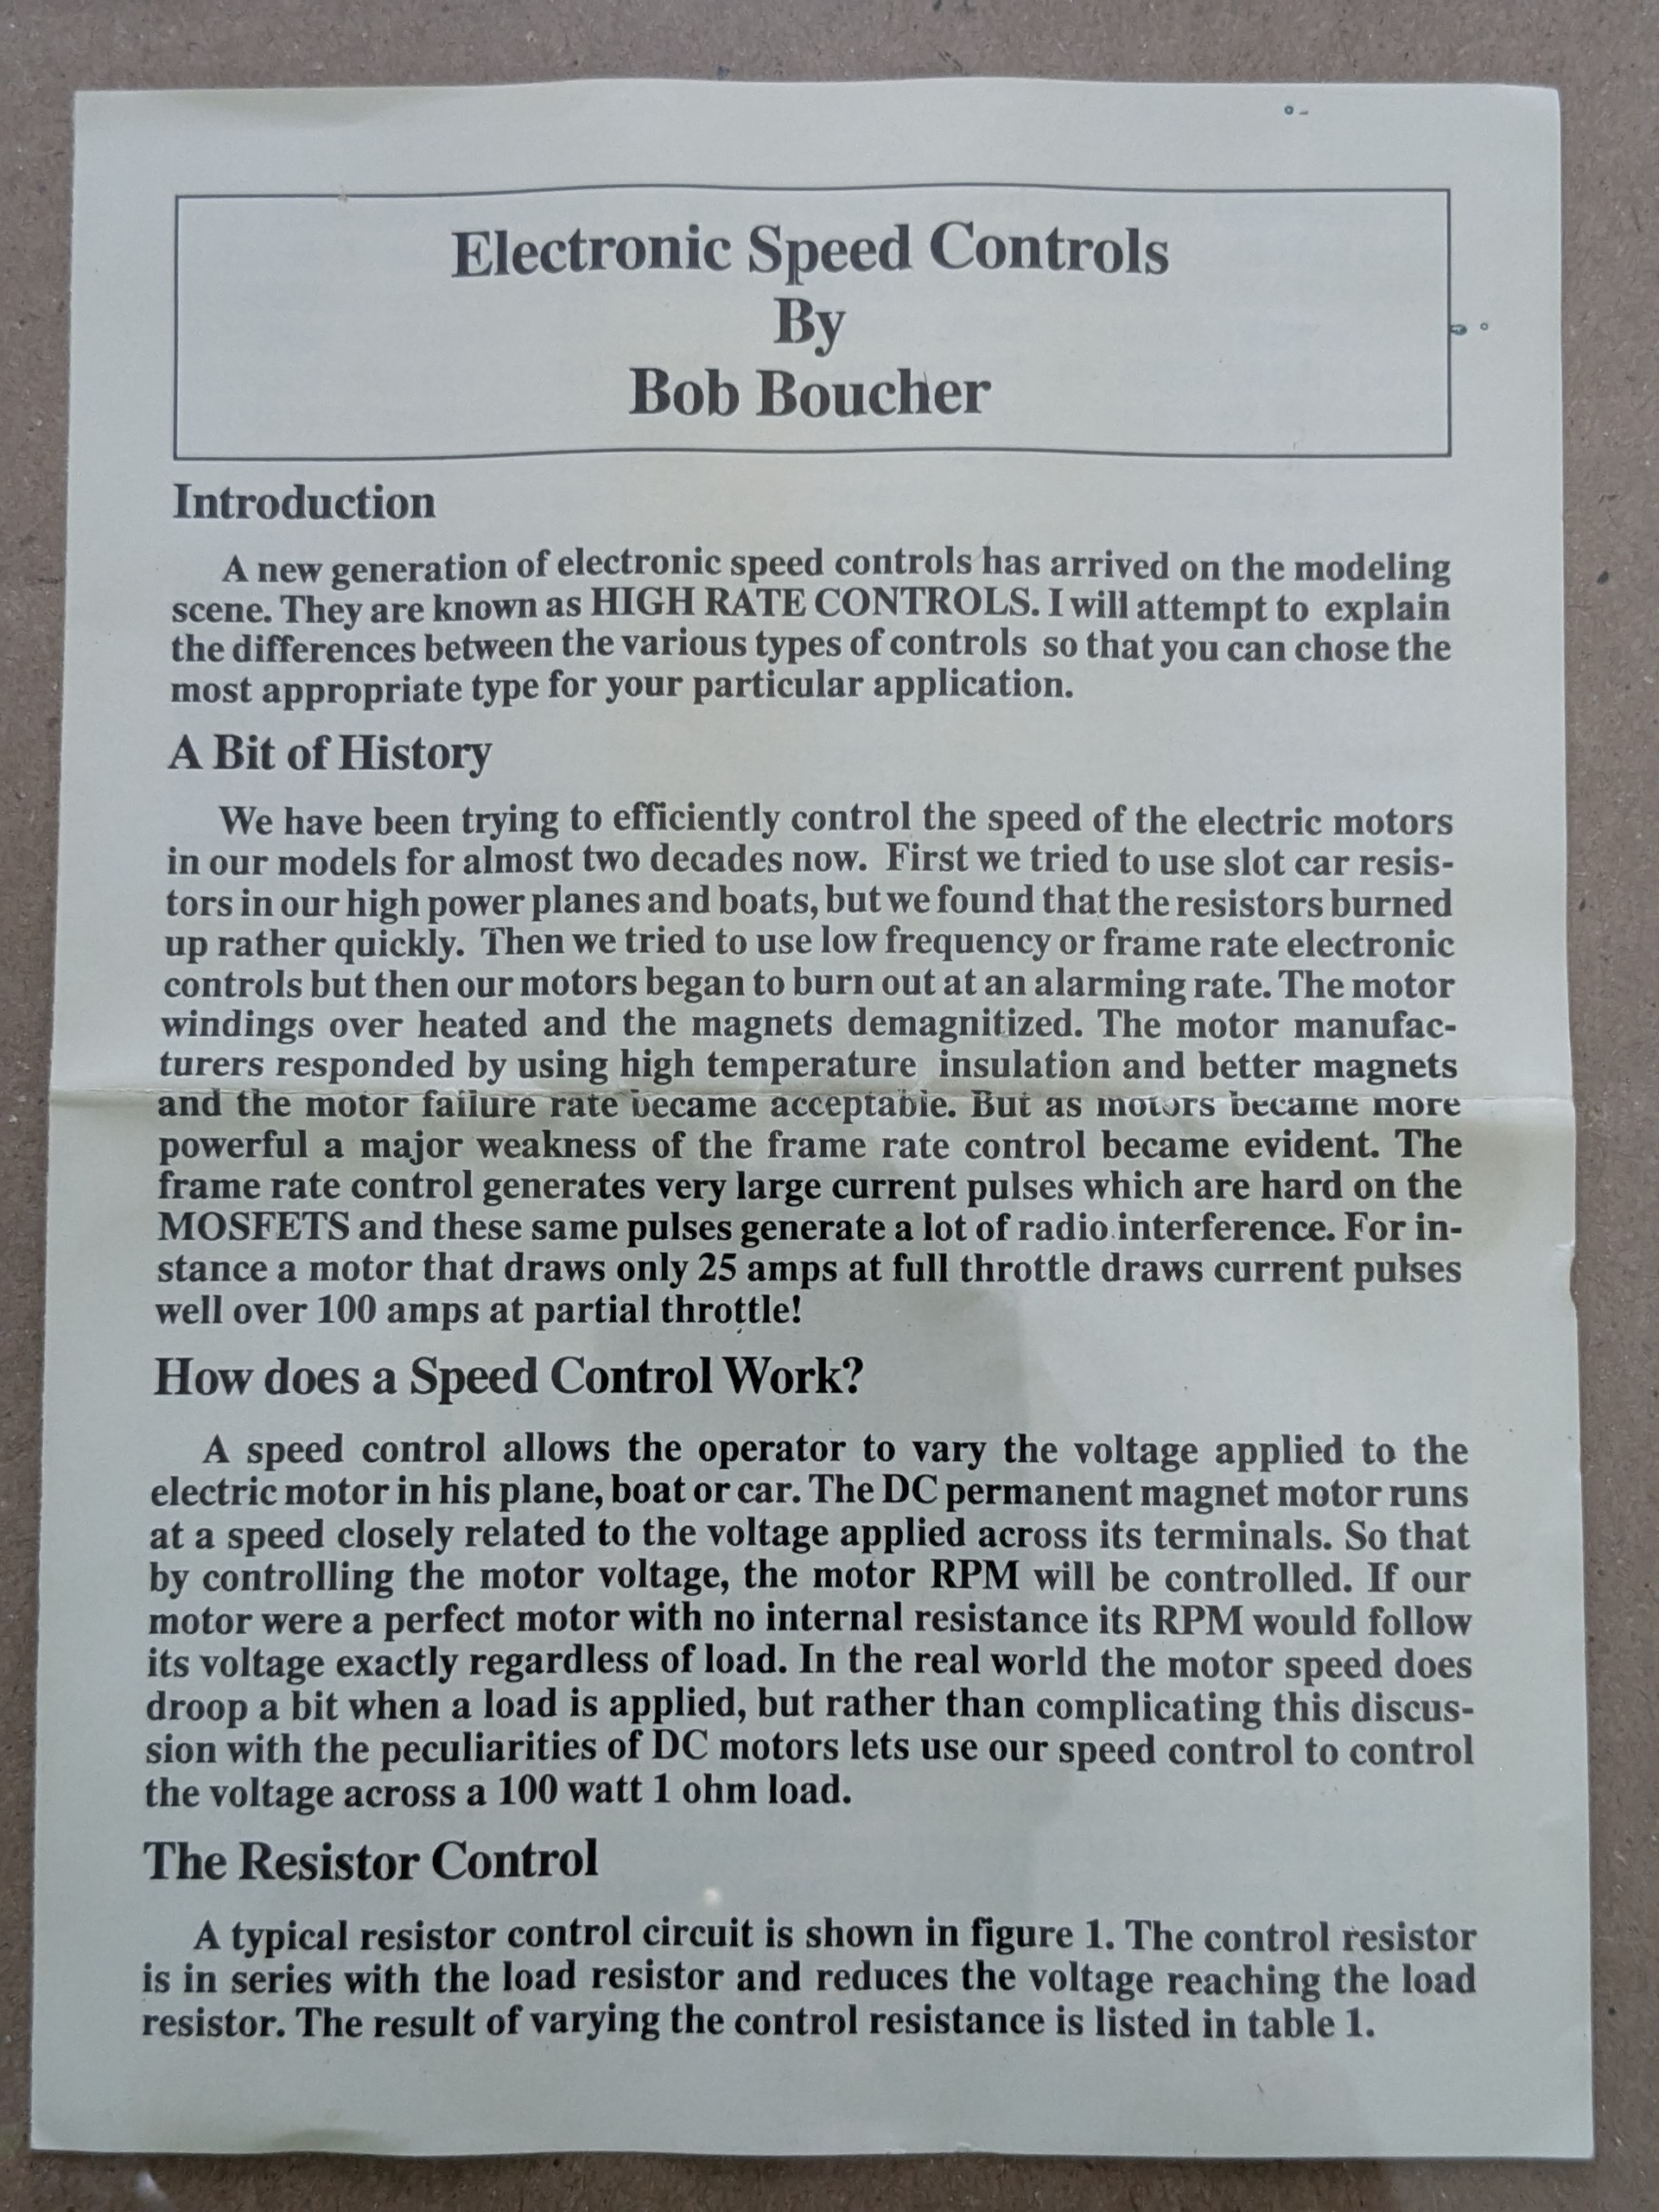 Electronic Speed Controls
By
Bob Boucher
Introduction
A new generation of electronic speed controls has arrived on the modeling
scene. They are known as HIGH RATE CONTROLS. I will attempt to explain
the differences between the various types of controls so that you can chose the
most appropriate type for your particular application.
A Bit of History
We have been trying to efficiently control the speed of the electric motors
in our models for almost two decades now. First we tried to use slot car resis-
tors in our high power planes and boats, but we found that the resistors burned
up rather quickly. Then we tried to use low frequency or frame rate electronic
controls but then our motors began to burn out at an alarming rate. The motor
windings over heated and the magnets demagnitized. The motor manufac-
turers responded by using high temperature insulation and better magnets
and the motor failure rate became acceptable. But as motors became more
powerful a major weakness of the frame rate control became evident. The
frame rate control generates very large current pulses which are hard on the
MOSFETS and these same pulses generate a lot of radio interference. For in-
stance a motor that draws only 25 amps at full throttle draws current pulses
well over 100 amps at partial throttle!
How does a Speed Control Work?
A speed control allows the operator to vary the voltage applied to the
electric motor in his plane, boat or car. The DC permanent magnet motor runs
at a speed closely related to the voltage applied across its terminals. So that
by controlling the motor voltage, the motor RPM will be controlled. If our
motor were a perfect motor with no internal resistance its RPM would follow
its voltage exactly regardless of load. In the real world the motor speed does
droop a bit when a load is applied, but rather than complicating this discus-
sion with the peculiarities of DC motors lets use our speed control to control
the voltage across a 100 watt 1 ohm load.
The Resistor Control
A typical resistor control circuit is shown in figure 1. The control resistor
is in series with the load resistor and reduces the voltage reaching the load
resistor. The result of varying the control resistance is listed in table 1.